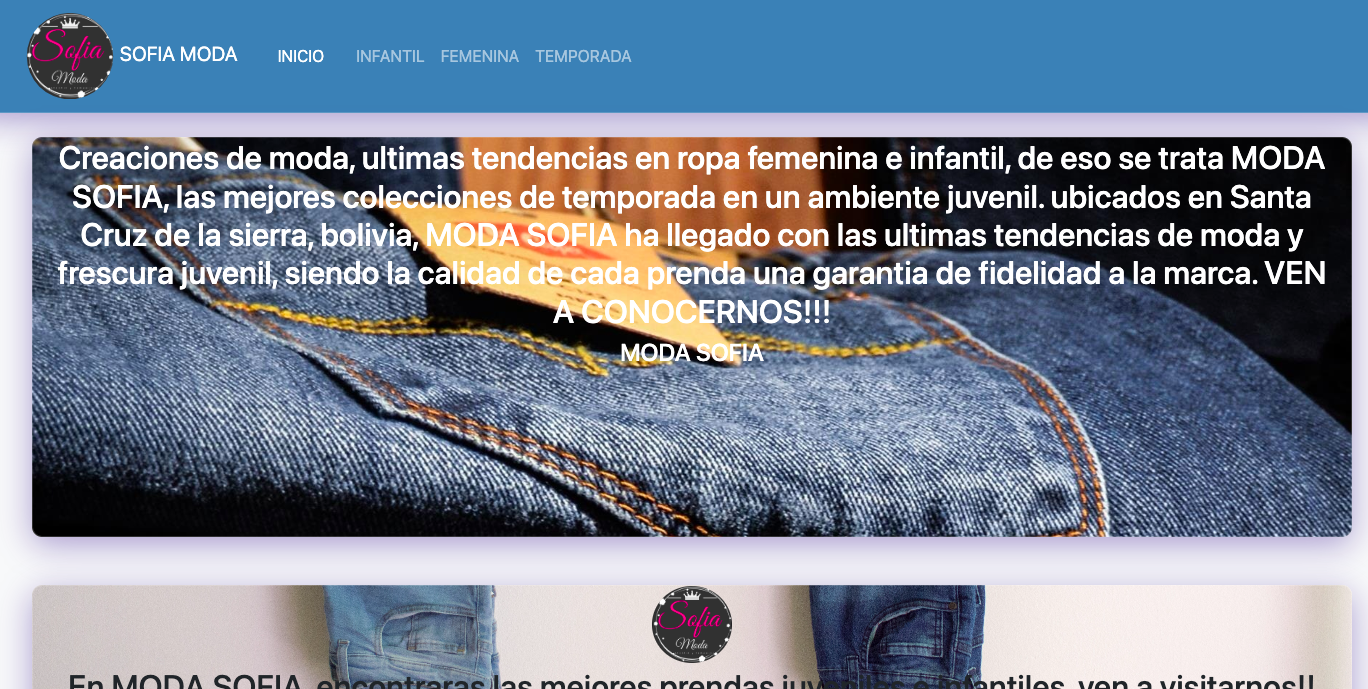 Sofia
Moda
SOFIA MODA
INICIO
INFANTIL
FEMENINA
TEMPORADA
Creaciones de moda, ultimas tendencias en ropa femenina e infantil, de eso se trata MODA
SOFIA, las mejores colecciones de temporada en un ambiente juvenil. ubicados en Santa
Cruz de la sierra, bolivia, MODA SOFIA ha llegado con las ultimas tendencias de moda y
frescura juvenil, siendo la calidad de cada prenda una garantia de fidelidad a la marca. VEN
A CONOCERNOS!!!
MODA SOFIA
Sofia
Moda
En MODA SOFIA, encontraras las mejores prendas juveniles e infantiles, ven a visitarnos!!